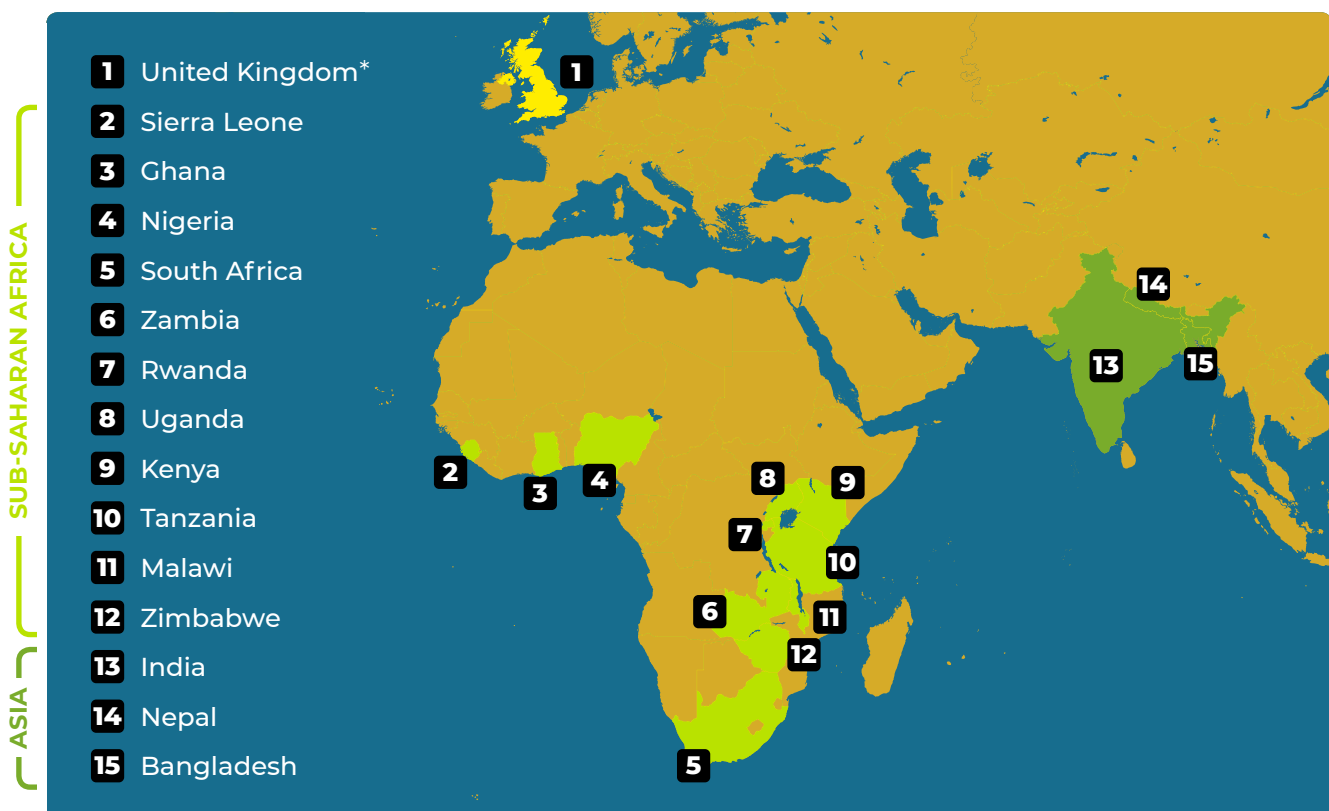 1 United Kingdom*
2 Sierra Leone
3 Ghana
4 Nigeria
5 South Africa
6 Zambia
7 Rwanda
8 Uganda
9 Kenya
10 Tanzania
11 Malawi
12 Zimbabwe
13 India
14 Nepal
15 Bangladesh
SUB-SAHARAN AFRICA
ASIA
1
14
13
15
2
3
4
8
9
7
10
6
11
12
5